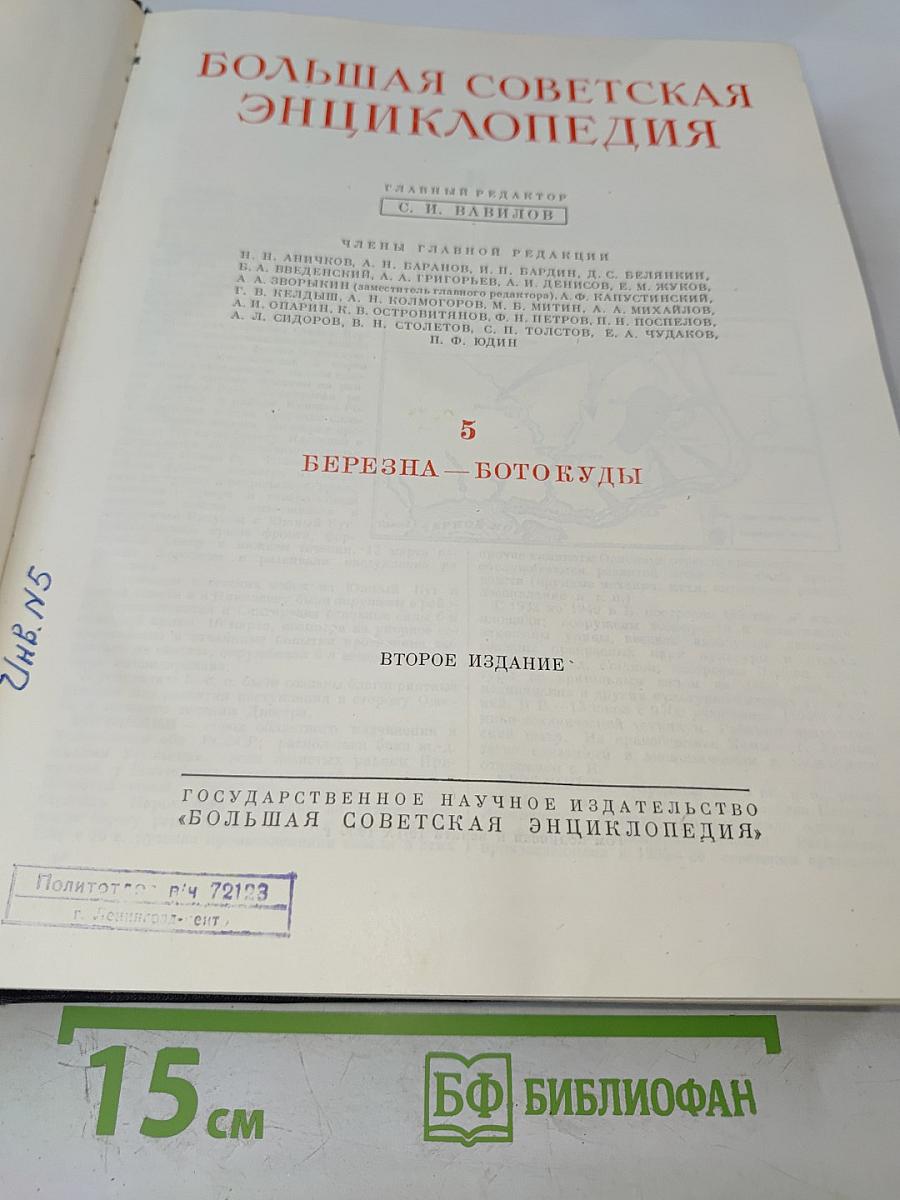 БОЛЬШАЯ СОВЕТСКАЯ
ЭНЦИКЛОПЕДИЯ
ГЛАВНЫЙ РЕДАКТОР
С. И. ВАВИЛОВ
ЧЛЕНЫ ГЛАВНОЙ РЕДАКЦИИ
Н. Н. АНИЧКОВ, А. Н. БАРАНОВ, И. П. БАРДИН, Д. С. БЕЛЯНКИН,
Б. А. ВВЕДЕНСКИЙ, А. А. ГРИГОРЬЕВ, А. И. ДЕНИСОВ, Е. М. ЖУКОВ,
А. А. ЗВОРЫКИН (заместитель главного редактора), А. Ф. КАПУСТИНСКИЙ,
Г. В. КЕЛДЫШ, А. Н. КОЛМОГОРОВ, М. Б. МИТИН, А. А. МИХАЙЛОВ,
А. И. ОПАРИН, К. В. ОСТРОВИТЯНОВ, Ф. Н. ПЕТРОВ, П. Н. ПОСПЕЛОВ,
А. Л. СИДОРОВ, В. Н. СТОЛЕТОВ, С. П. ТОЛСТОВ, Е. А. ЧУДАКОВ,
П. Ф. ЮДИН
5
БЕРЕЗНА — БОТОКУДЫ
Инв. N5
ВТОРОЕ ИЗДАНИЕ
ГОСУДАРСТВЕННОЕ НАУЧНОЕ ИЗДАТЕЛЬСТВО
«БОЛЬШАЯ СОВЕТСКАЯ ЭНЦИКЛОПЕДИЯ»
в/ч 72123
г.
15 см
БФ БИБЛИОФАН